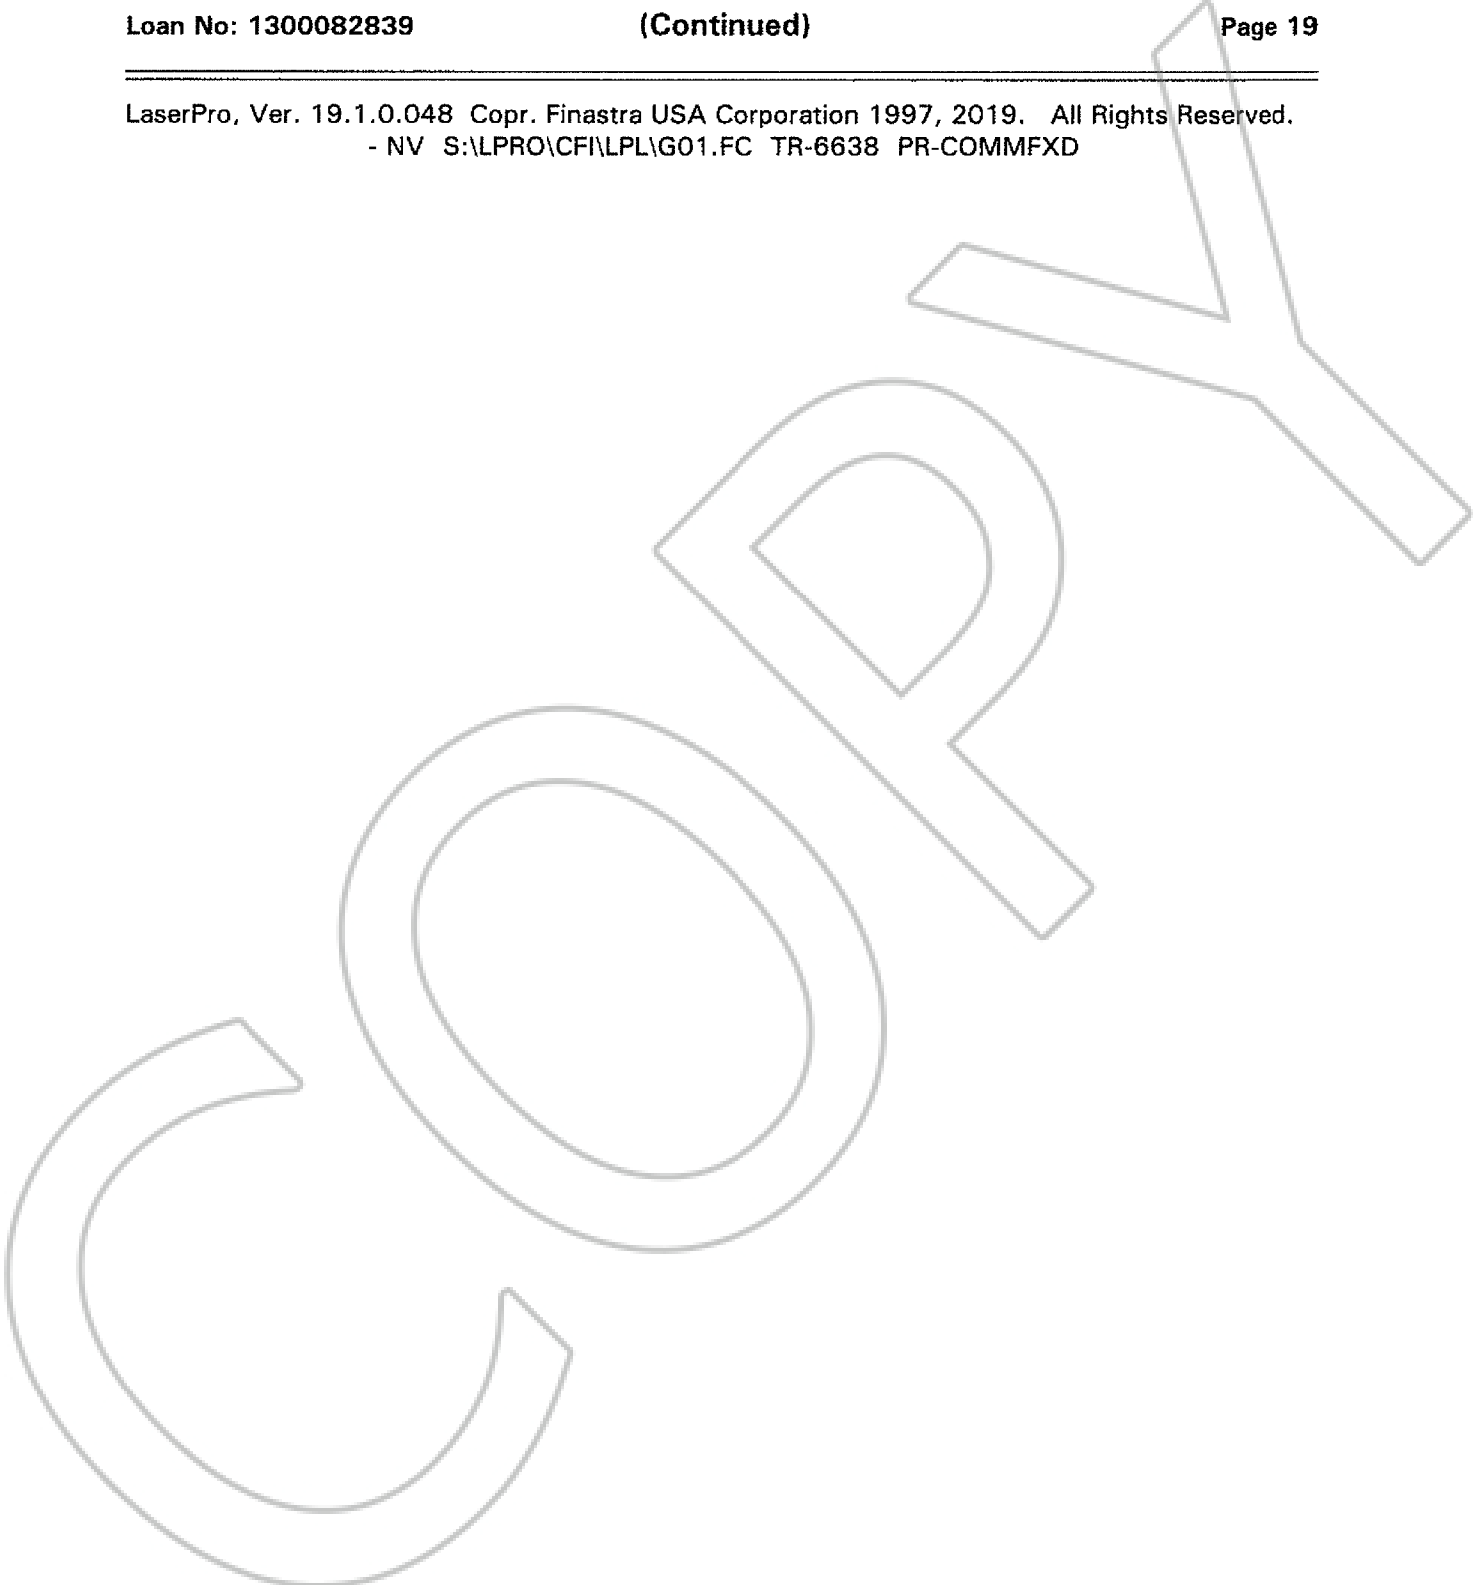 Loan No: 1300082839 (Continued) Page 19
LaserPro, Ver. 19.1.0.048 Copr. Finastra USA Corporation 1997, 2019. All Rights Reserved.
- NV S:\LPRO\CFI\LPL\G01.FC TR-6638 PR-COMMFXD
COPY